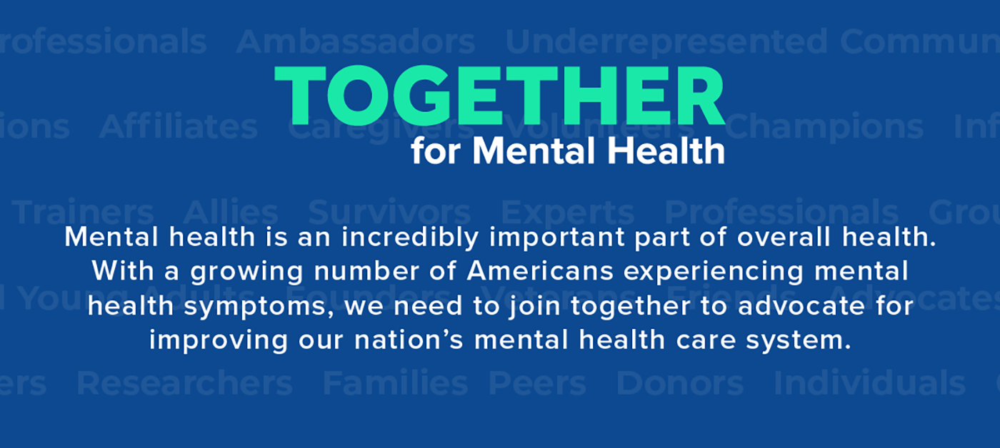 rofessionals Ambassadors Underrepresented Commun
TOGETHER
ions Affiliates Caregivers Volunteers Champions Inf
for Mental Health
Trainers Allies Survivors Experts Professionals Grou
Mental health is an incredibly important part of overall health.
With a growing number of Americans experiencing mental
d Young Adults Founders Veterans Friends Advocates
health symptoms, we need to join together to advocate for
improving our nation’s mental health care system.
ers Researchers Families Peers Donors Individuals